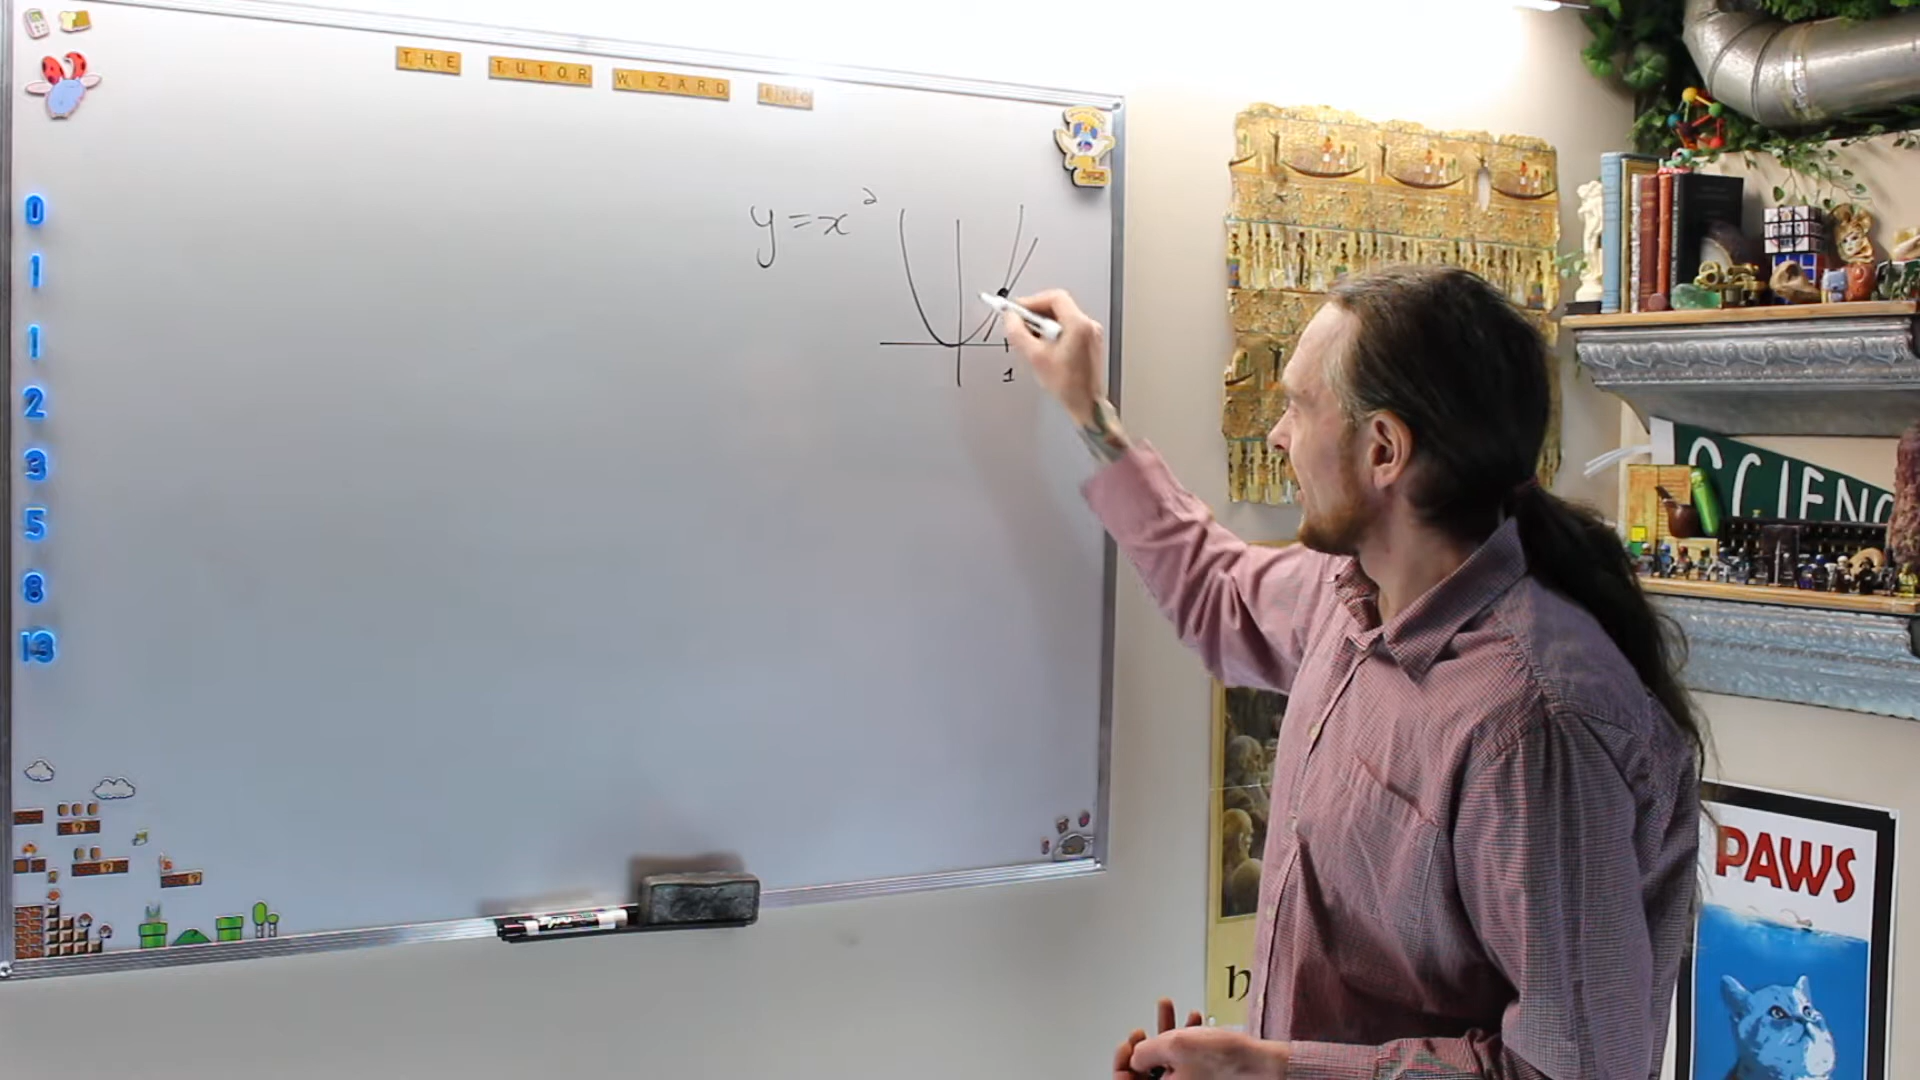 THE TUTOR WIZARD INC
y = x²
1
0
1
1
2
3
5
8
13
SCIENC
PAWS
h